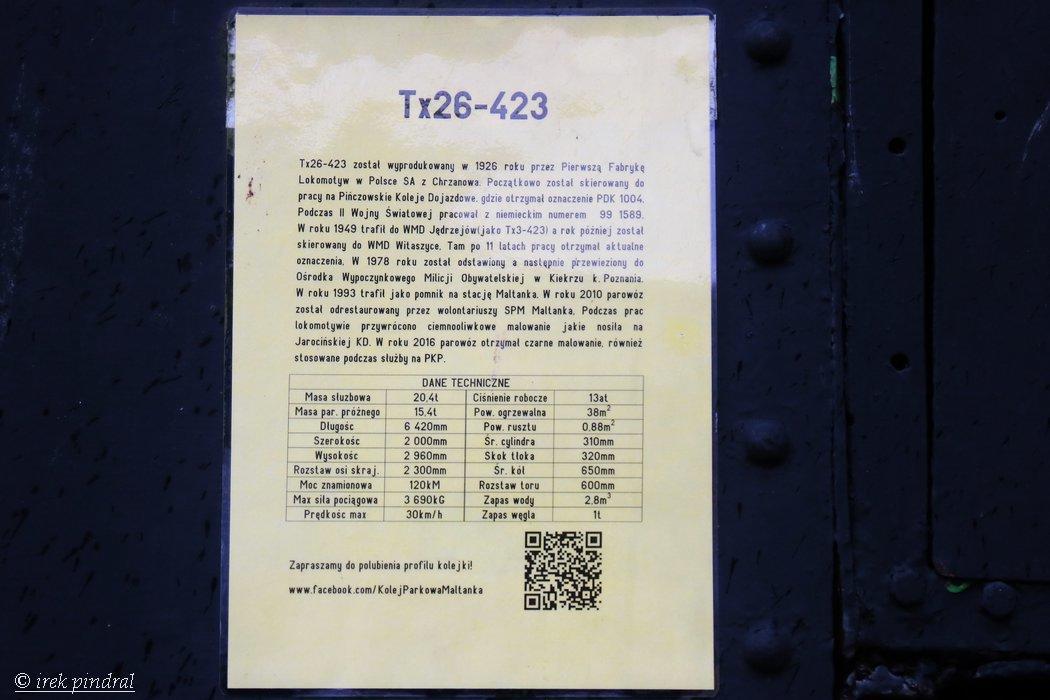 Tx26-423
Tx26-423 został wyprodukowany w 1926 roku przez Pierwszą Fabrykę
Lokomotyw w Polsce SA z Chrzanowa. Początkowo został skierowany do
pracy na Pińczowskie Koleje Dojazdowe, gdzie otrzymał oznaczenie PDK 1004.
Podczas II Wojny Światowej pracował z niemieckim numerem 99 1589.
W roku 1949 trafił do WMD Jędrzejów(jako Tx3-423) a rok później został
skierowany do WMD Witaszyce. Tam po 11 latach pracy otrzymał aktualne
oznaczenia. W 1978 roku został odstawiony a następnie przewieziony do
Ośrodka Wypoczynkowego Milicji Obywatelskiej w Kiekrzu k. Poznania.
W roku 1993 trafił jako pomnik na stację Maltanka. W roku 2010 parowóz
został odrestaurowany przez wolontariuszy SPM Maltanka. Podczas prac
lokomotywie przywrócono ciemnooliwkowe malowanie jakie nosiła na
Jarocińskiej KD. W roku 2016 parowóz otrzymał czarne malowanie, również
stosowane podczas służby na PKP.
DANE TECHNICZNE
Masa służbowa 20,4t Ciśnienie robocze 13at
Masa par. próżnego 15,4t Pow. ogrzewalna 38m²
Długość 6 420mm Pow. rusztu 0,88m²
Szerokość 2 000mm Śr. cylindra 310mm
Wysokość 2 960mm Skok tłoka 320mm
Rozstaw osi skraj. 2 300mm Śr. kół 650mm
Moc znamionowa 120kM Rozstaw toru 600mm
Max siła pociągowa 3 690kG Zapas wody 2,8m³
Prędkość max 30km/h Zapas węgla 1t
Zapraszamy do polubienia profilu kolejki!
www.facebook.com/KolejParkowaMaltanka
© irek pindral